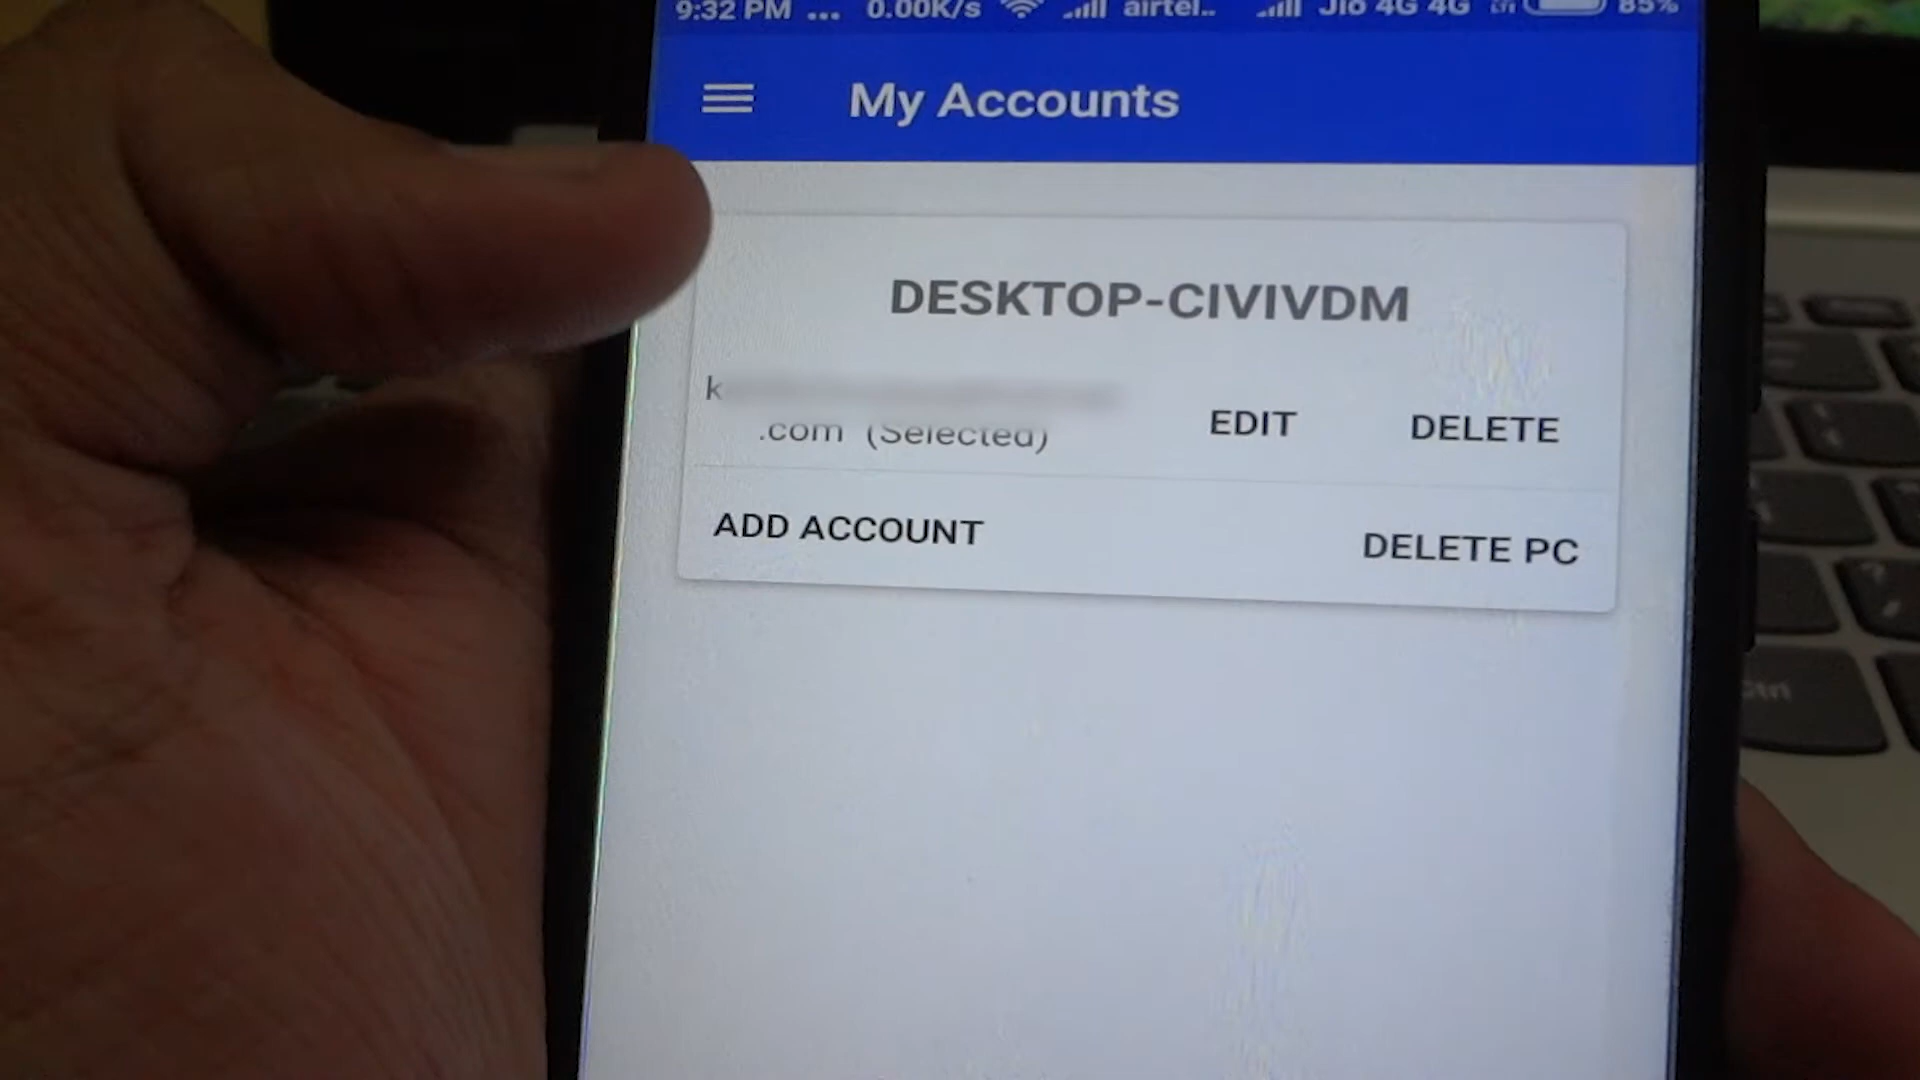 9:32 PM ... 0.00K/s airtel.. Jio 4G 4G 85%
My Accounts
DESKTOP-CIVIVDM
k
.com (Selected)
EDIT DELETE
ADD ACCOUNT DELETE PC
Ctrl